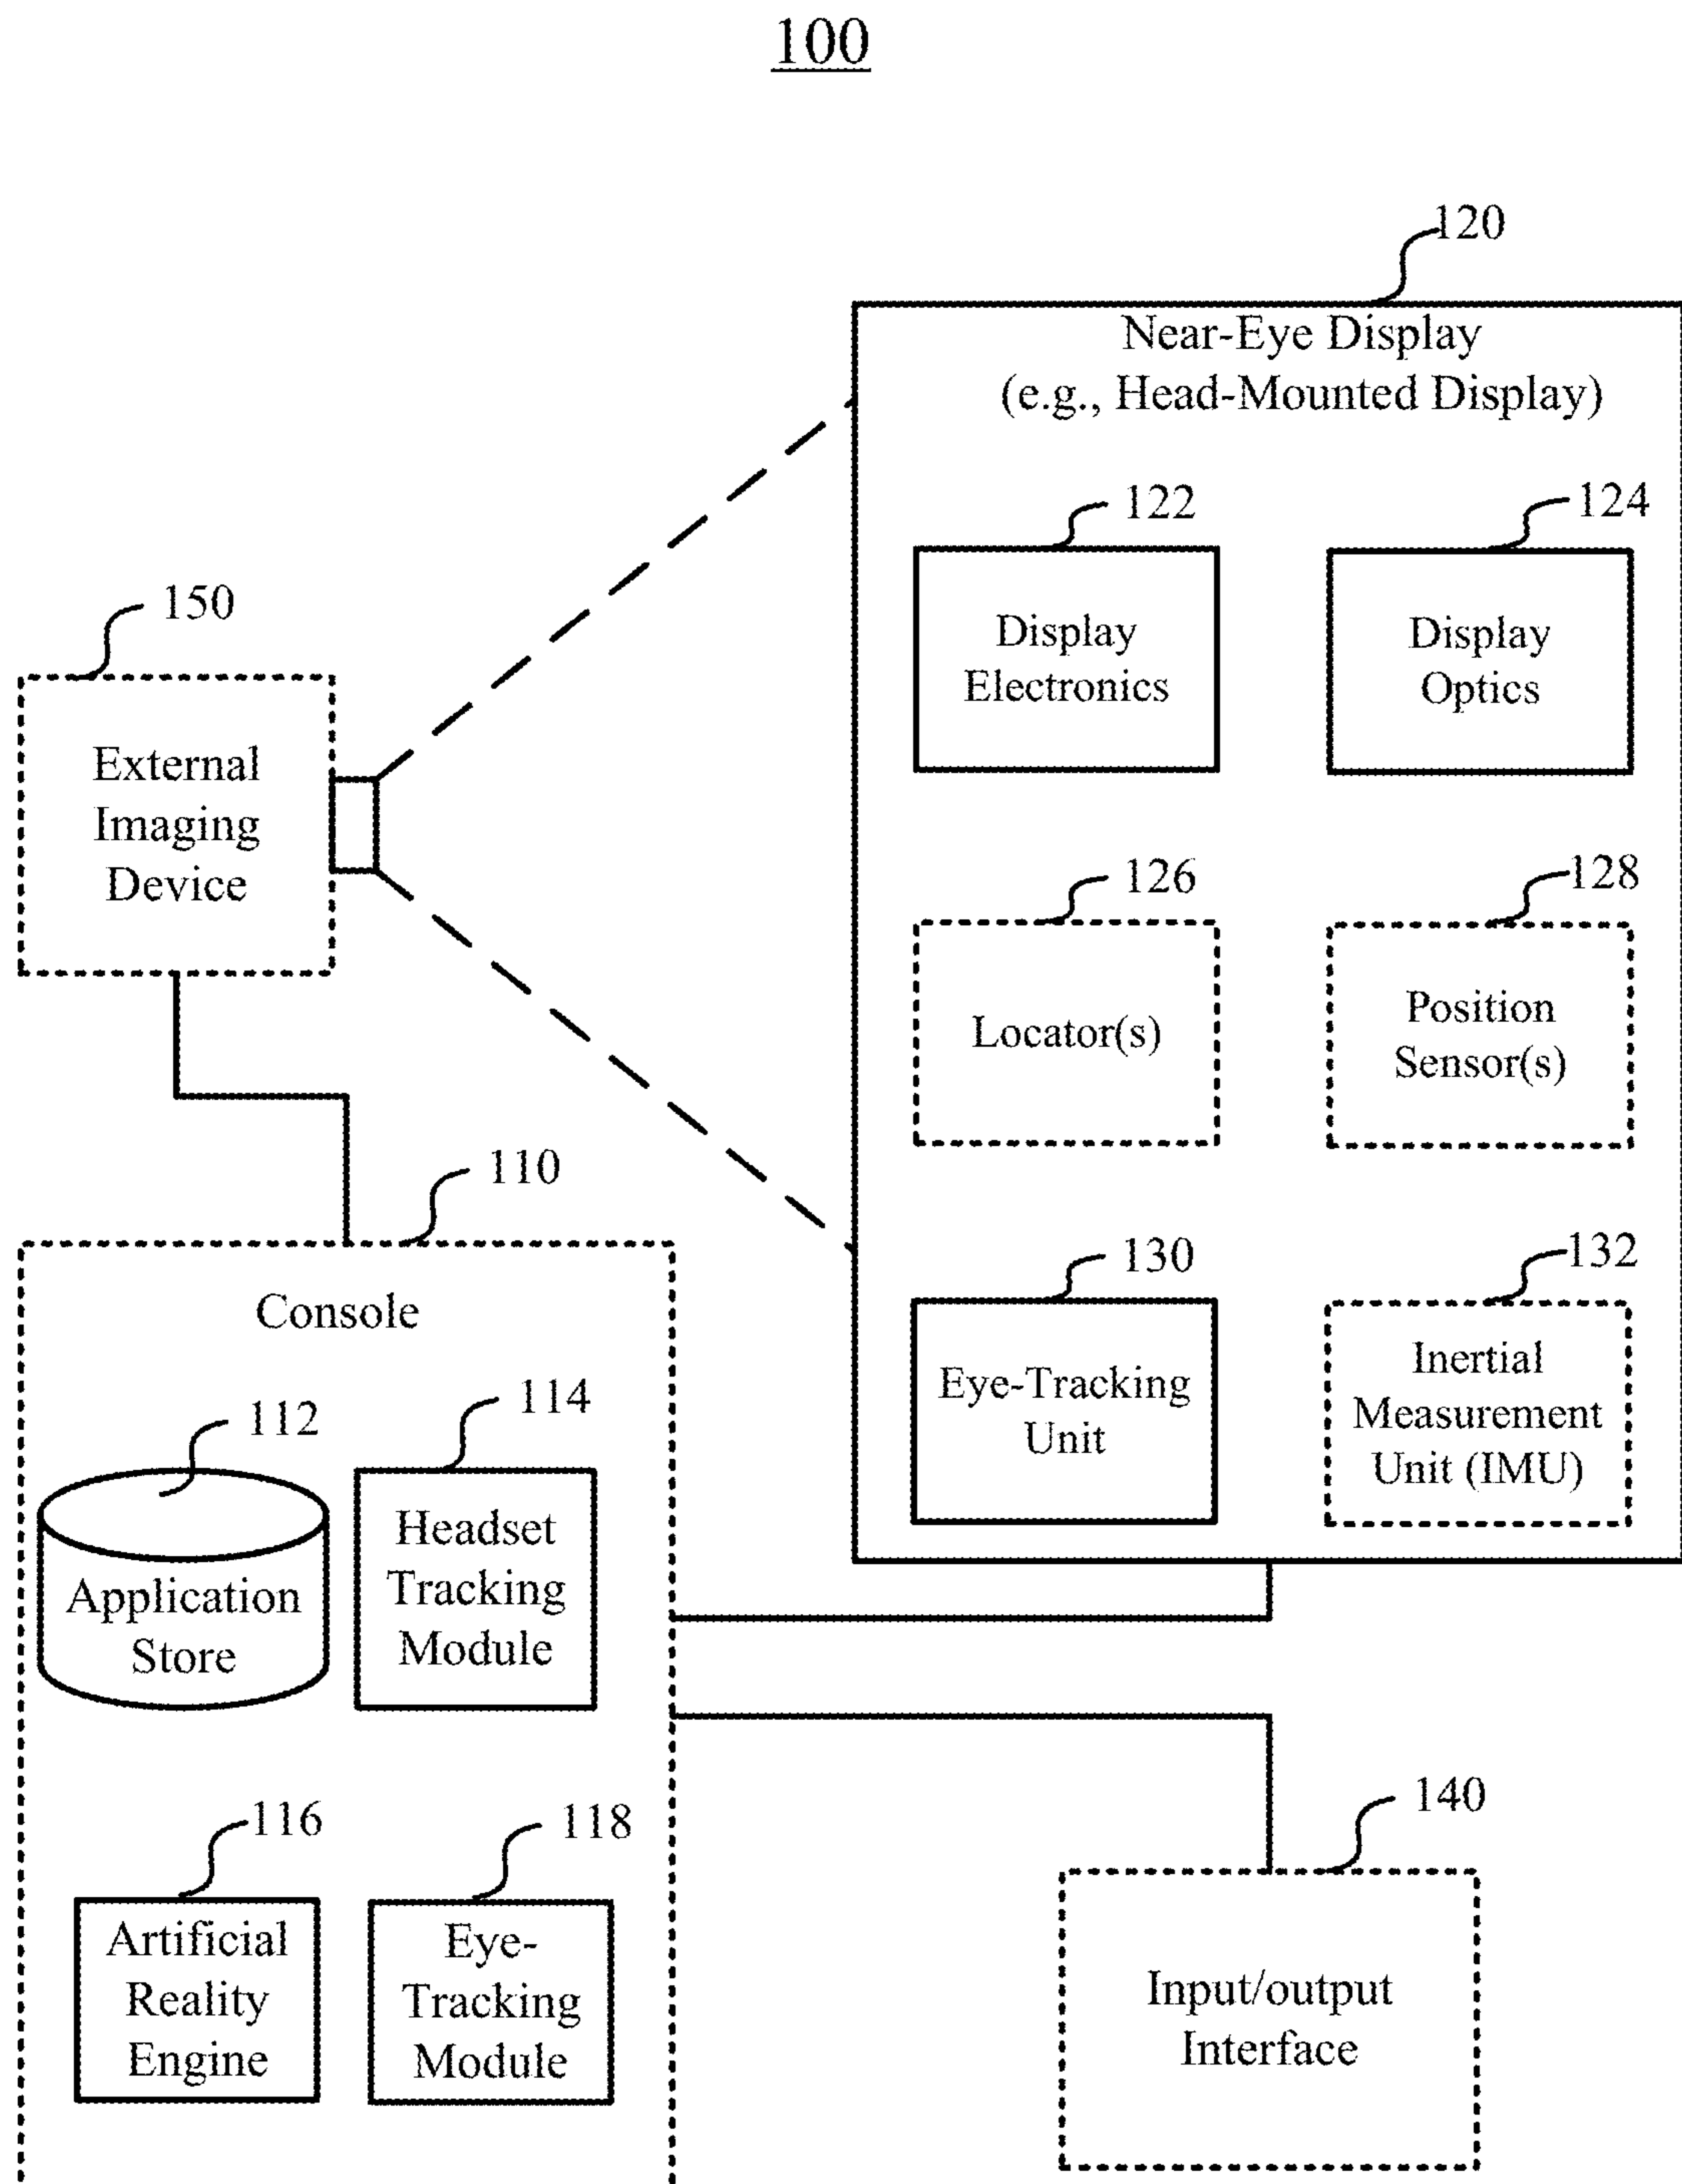 100
120
Near-Eye Display
(e.g., Head-Mounted Display)
122
Display
Electronics
124
Display
Optics
150
External
Imaging
Device
126
Locator(s)
128
Position
Sensor(s)
130
Eye-Tracking
Unit
132
Inertial
Measurement
Unit (IMU)
110
Console
112
Application
Store
114
Headset
Tracking
Module
116
Artificial
Reality
Engine
118
Eye-
Tracking
Module
140
Input/output
Interface